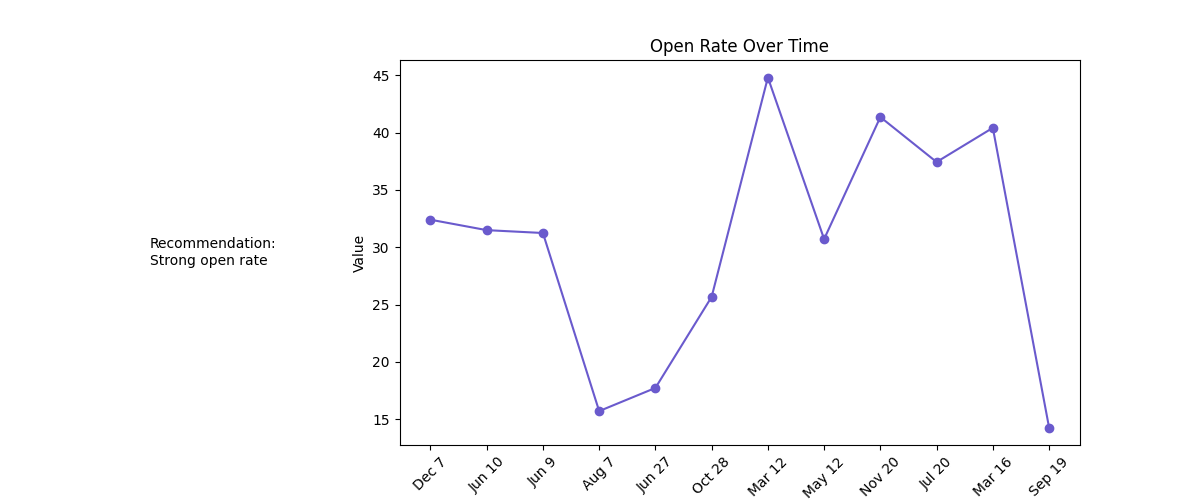 Open Rate Over Time
Recommendation:
Strong open rate
Value
45
40
35
30
25
20
15
Dec 7
Jun 10
Jun 9
Aug 7
Jun 27
Oct 28
Mar 12
May 12
Nov 20
Jul 20
Mar 16
Sep 19